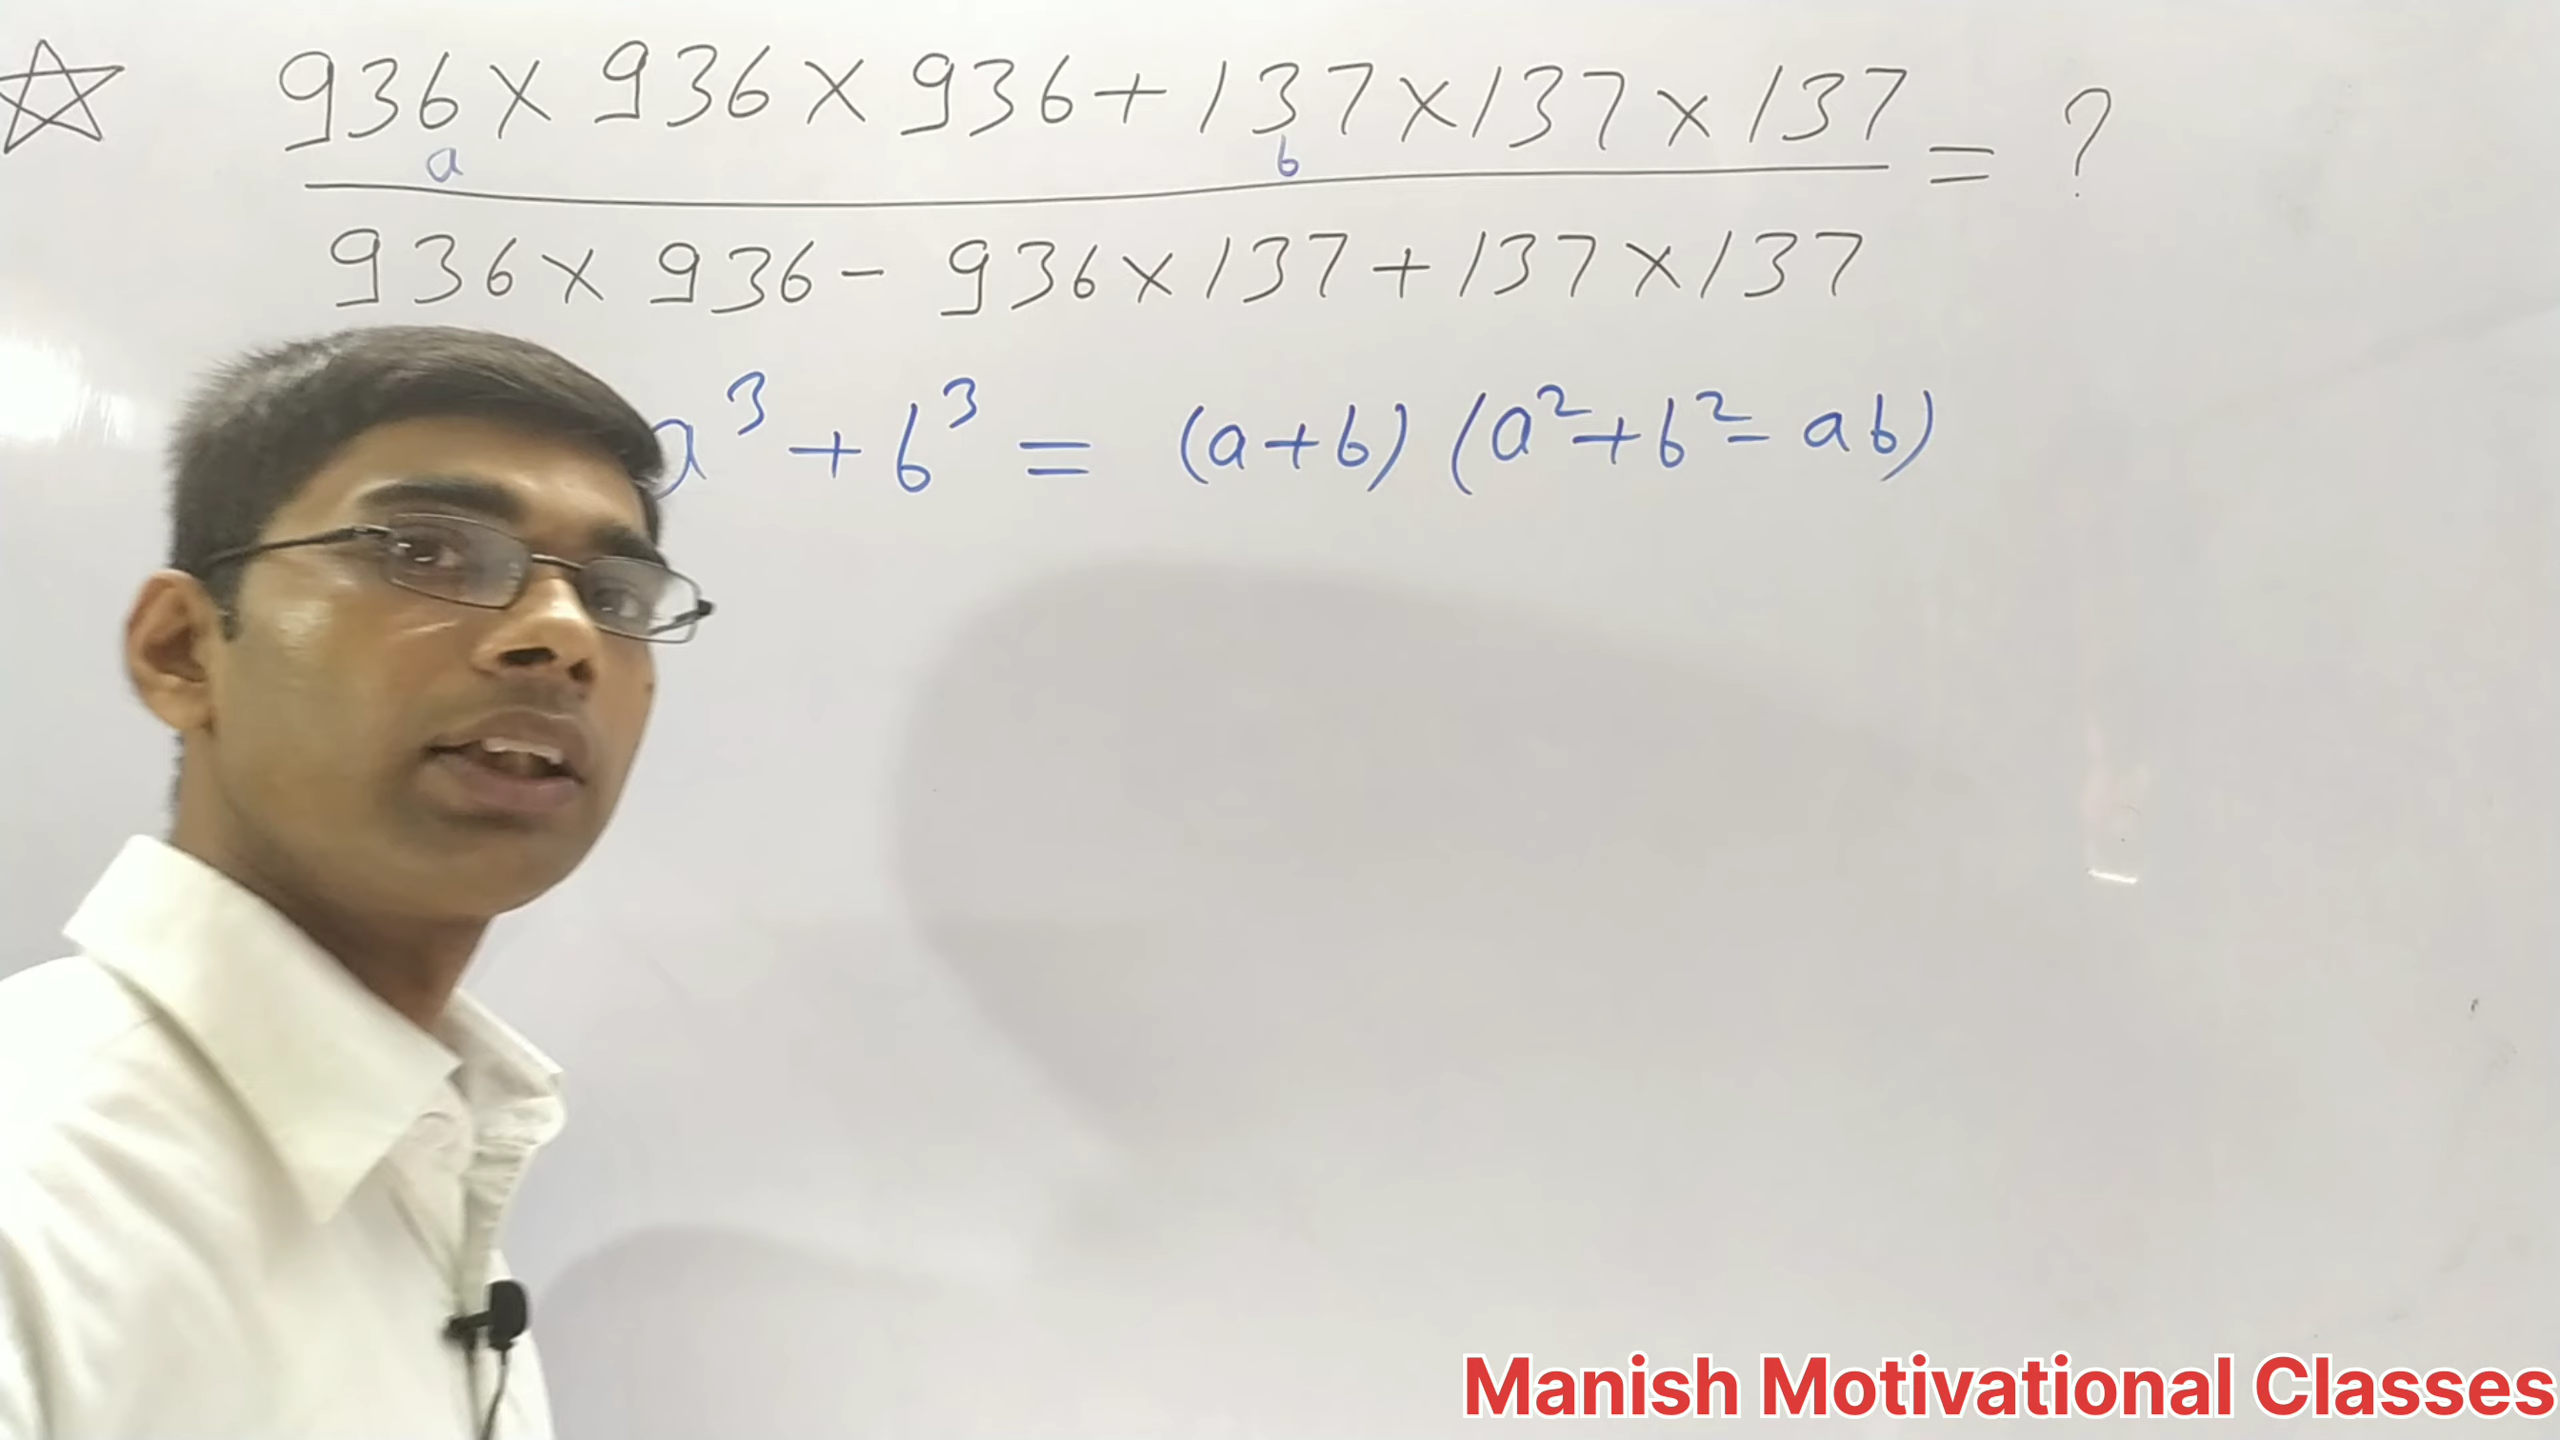 936 × 936 × 936 + 137 × 137 × 137 = ?
a b
936 × 936 - 936 × 137 + 137 × 137
a³ + b³ = (a+b) (a²+b²- ab)
Manish Motivational Classes